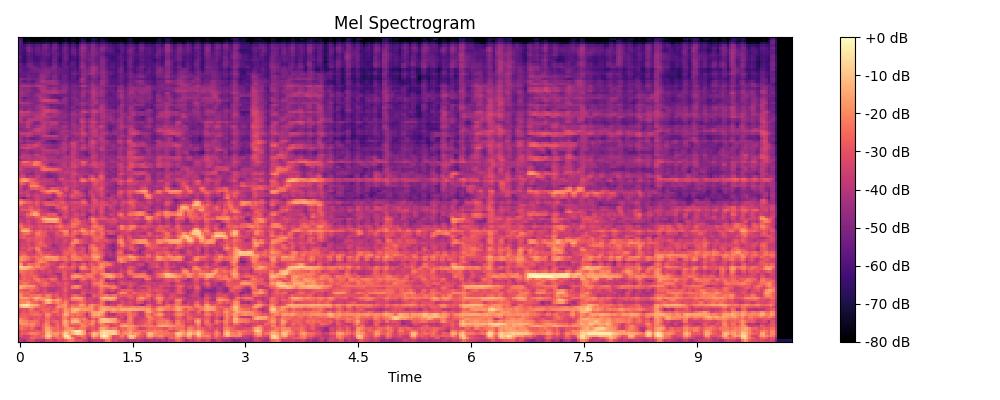 Mel Spectrogram
+0 dB
-10 dB
-20 dB
-30 dB
-40 dB
-50 dB
-60 dB
-70 dB
-80 dB
0 1.5 3 4.5 6 7.5 9
Time